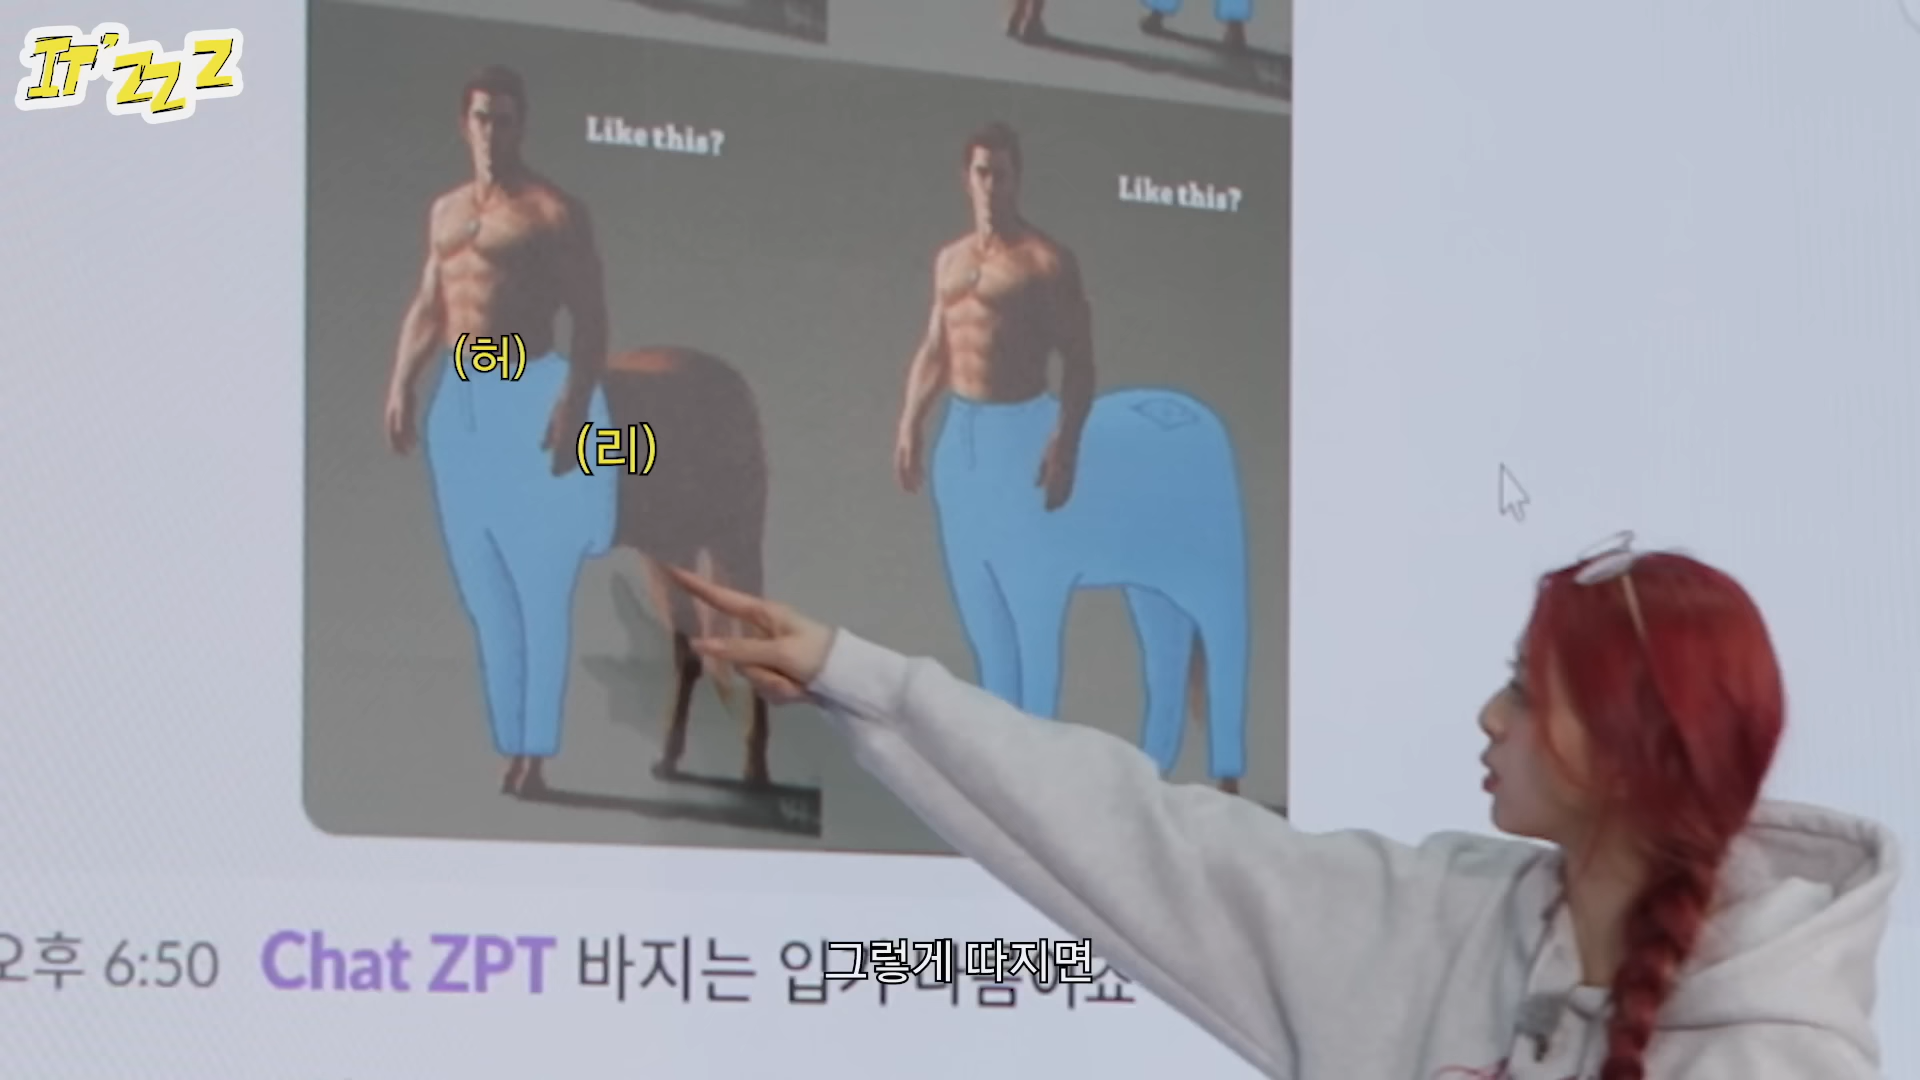 IT'zZZ
Like this?
Like this?
(허)
(리)
오후 6:50 Chat ZPT 바지는
그렇게 따지면